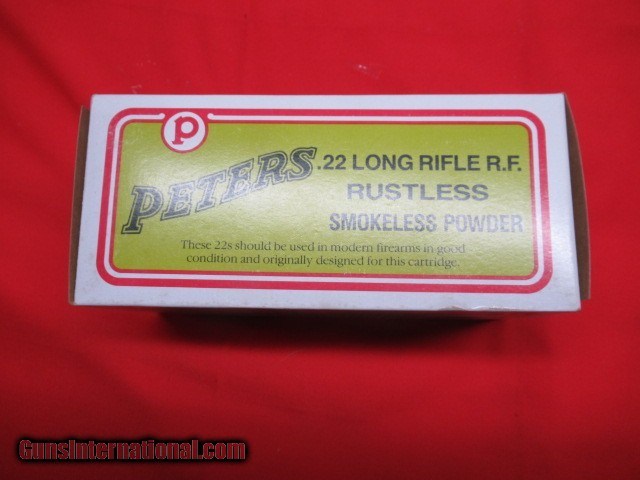 P
PETERS
.22 LONG RIFLE R.F.
RUSTLESS
SMOKELESS POWDER
These 22s should be used in modern firearms in good
condition and originally designed for this cartridge.
GunsInternational.com